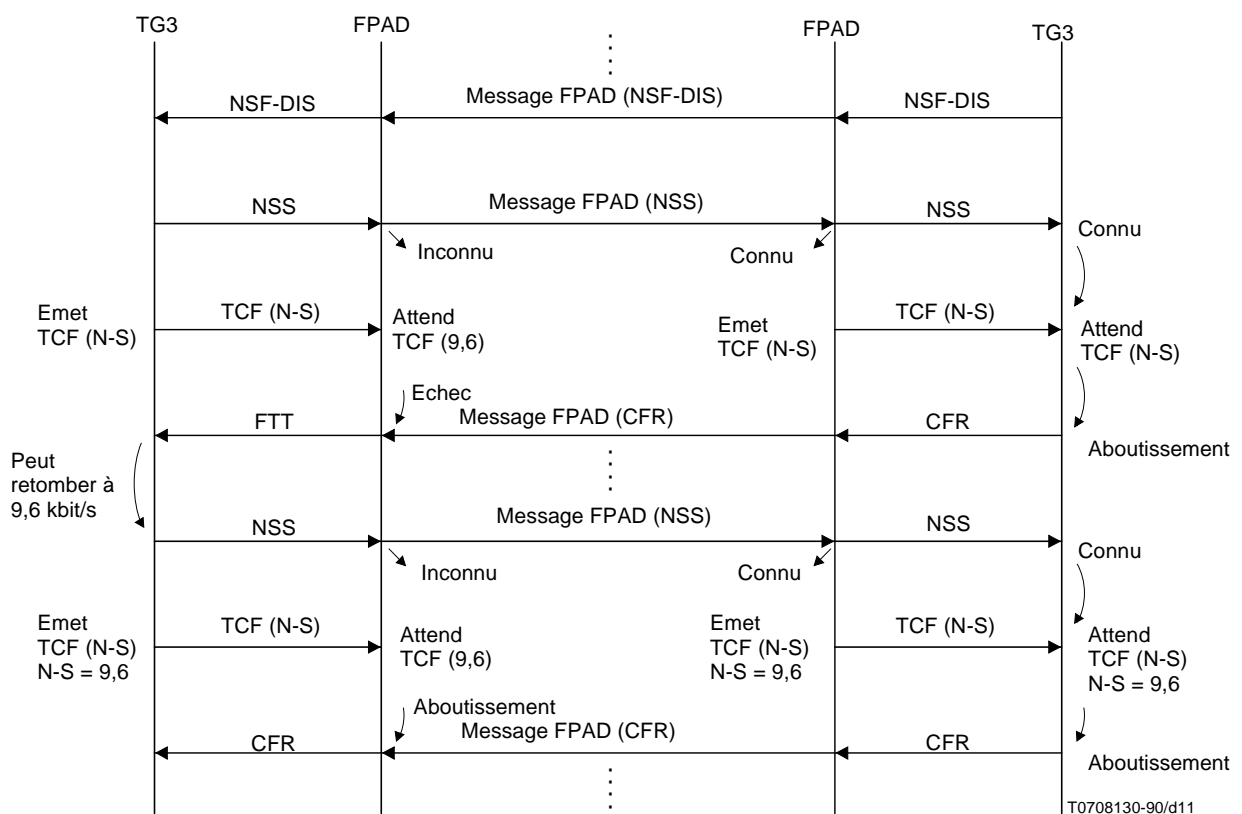 TG3
FPAD
FPAD
TG3
NSF-DIS
Message FPAD (NSF-DIS)
NSF-DIS
NSS
Message FPAD (NSS)
NSS
Inconnu
Connu
Connu
Emet
TCF (N-S)
TCF (N-S)
Attend
TCF (9,6)
Emet
TCF (N-S)
TCF (N-S)
Attend
TCF (N-S)
Echec
FTT
Message FPAD (CFR)
CFR
Aboutissement
Peut
retomber à
9,6 kbit/s
NSS
Message FPAD (NSS)
NSS
Inconnu
Connu
Connu
Emet
TCF (N-S)
N-S = 9,6
TCF (N-S)
Attend
TCF (9,6)
Emet
TCF (N-S)
N-S = 9,6
TCF (N-S)
Attend
TCF (N-S)
N-S = 9,6
Aboutissement
CFR
Message FPAD (CFR)
CFR
Aboutissement
T0708130-90/d11